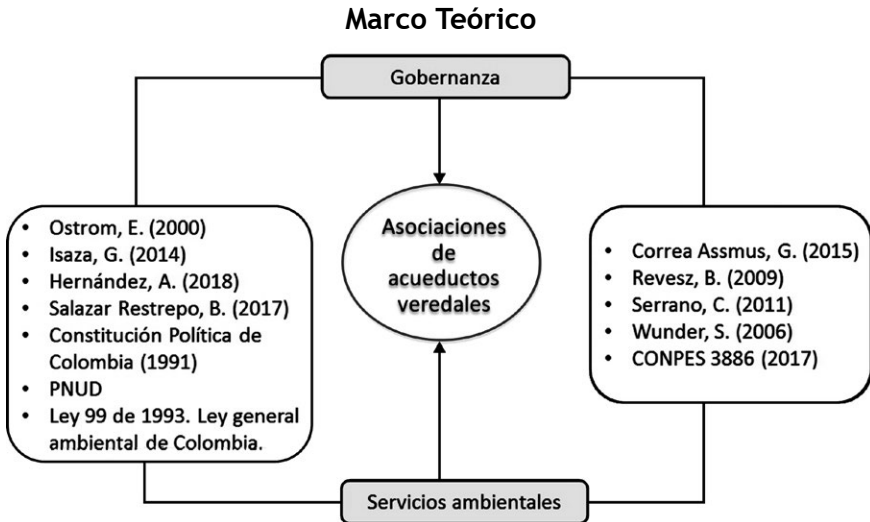 Marco Teórico
Gobernanza
• Ostrom, E. (2000)
• Isaza, G. (2014)
• Hernández, A. (2018)
• Salazar Restrepo, B. (2017)
• Constitución Política de
Colombia (1991)
• PNUD
• Ley 99 de 1993. Ley general
ambiental de Colombia.
Asociaciones
de
acueductos
veredales
• Correa Assmus, G. (2015)
• Revesz, B. (2009)
• Serrano, C. (2011)
• Wunder, S. (2006)
• CONPES 3886 (2017)
Servicios ambientales